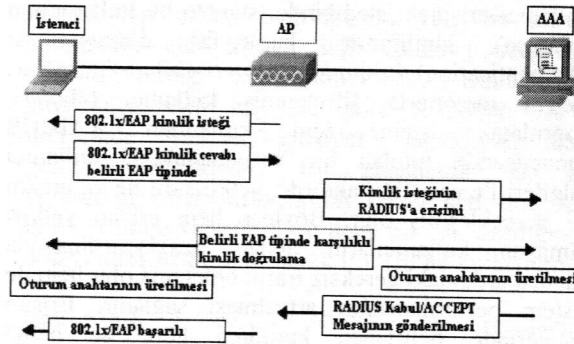 İstemci
AP
AAA
802.1x/EAP kimlik isteği
802.1x/EAP kimlik cevabı
belirli EAP tipinde
Kimlik isteğinin
RADIUS'a erişimi
Belirli EAP tipinde karşılıklı
kimlik doğrulama
Oturum anahtarının üretilmesi
Oturum anahtarının üretilmesi
RADIUS Kabul/ACCEPT
Mesajının gönderilmesi
802.1x/EAP başarılı